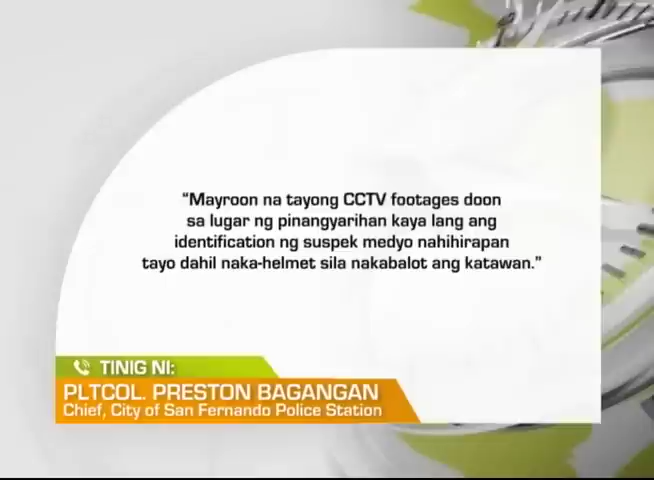 “Mayroon na tayong CCTV footages doon
sa lugar ng pinangyarihan kaya lang ang
identification ng suspek medyo nahihirapan
tayo dahil naka-helmet sila nakabalot ang katawan.”
TINIG NI:
PLTCOL. PRESTON BAGANGAN
Chief, City of San Fernando Police Station